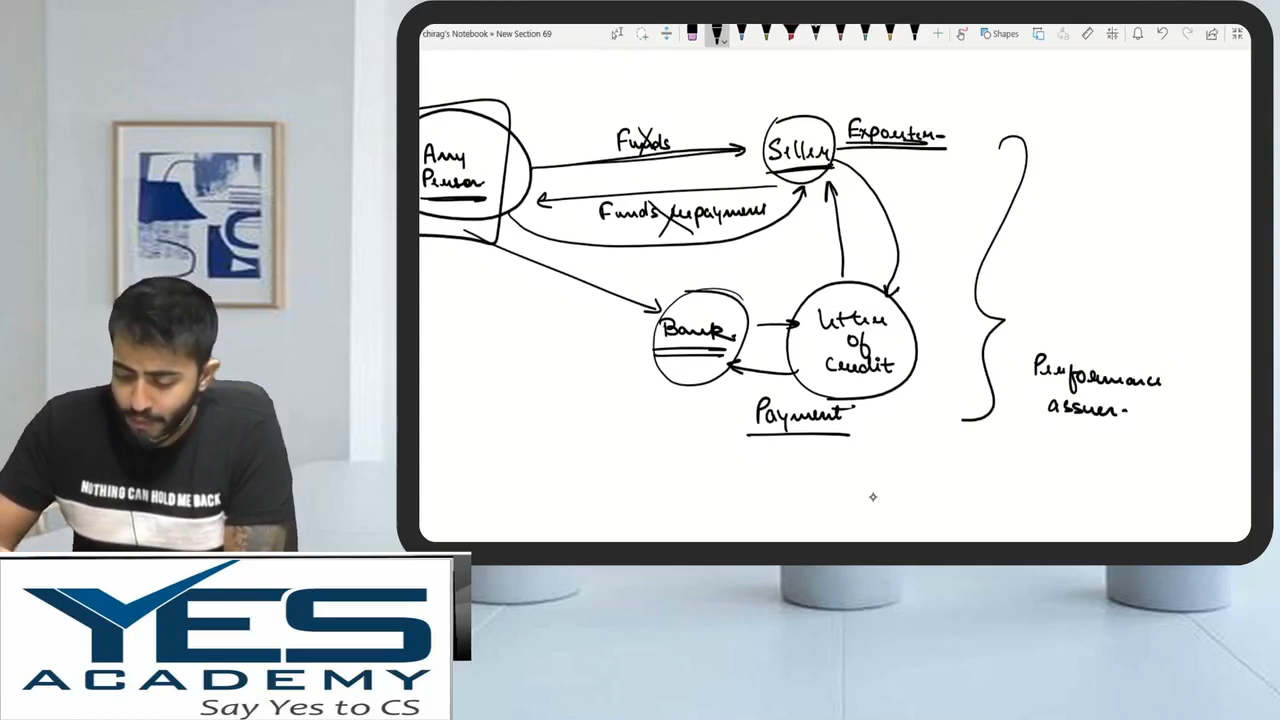 chirag's Notebook » New Section 69
Shapes
Any
Person
Funds
Seller
Exporter
Funds repayment
Bank
letter
of
credit
Payment
Performance
assuer-
NOTHING CAN HOLD ME BACK
YES
ACADEMY
Say Yes to CS